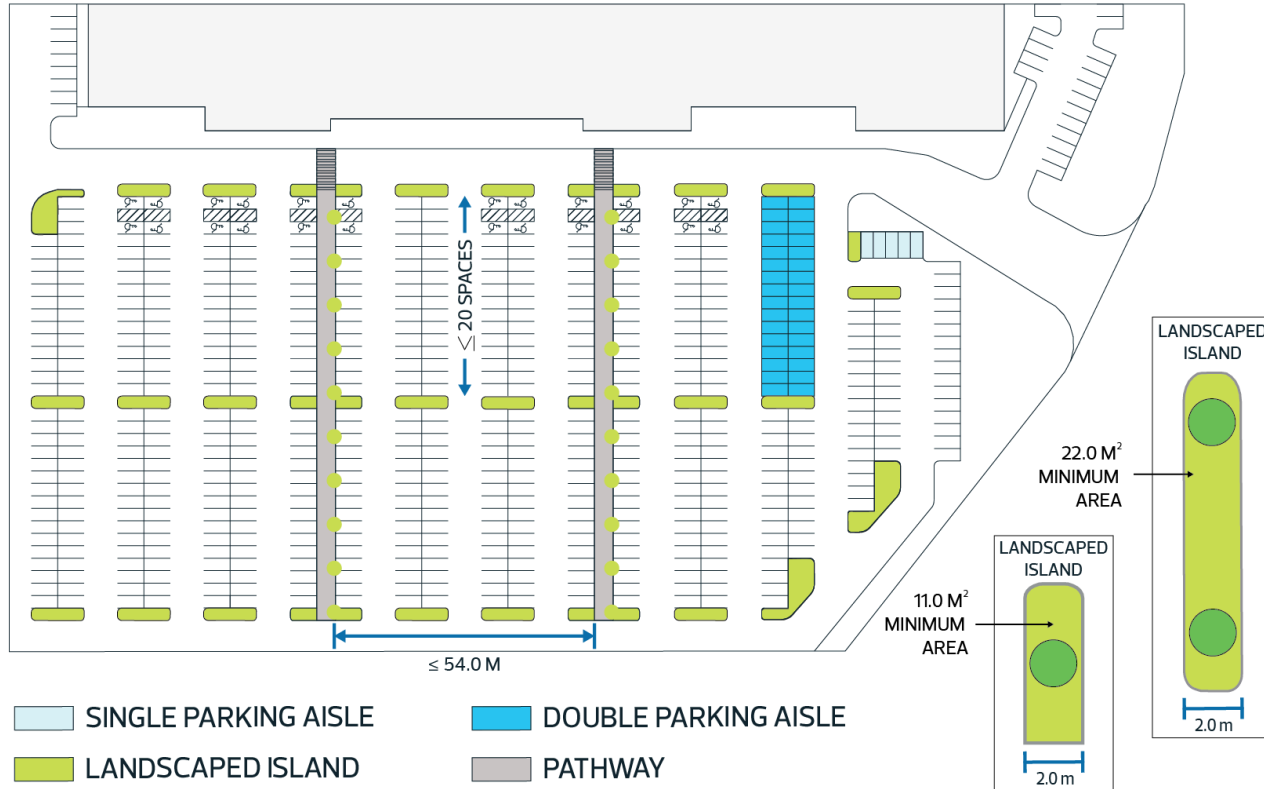 ≤ 20 SPACES
≤ 54.0 M
LANDSCAPED
ISLAND
22.0 M²
MINIMUM
AREA
2.0 m
LANDSCAPED
ISLAND
11.0 M²
MINIMUM
AREA
2.0 m
SINGLE PARKING AISLE
DOUBLE PARKING AISLE
LANDSCAPED ISLAND
PATHWAY